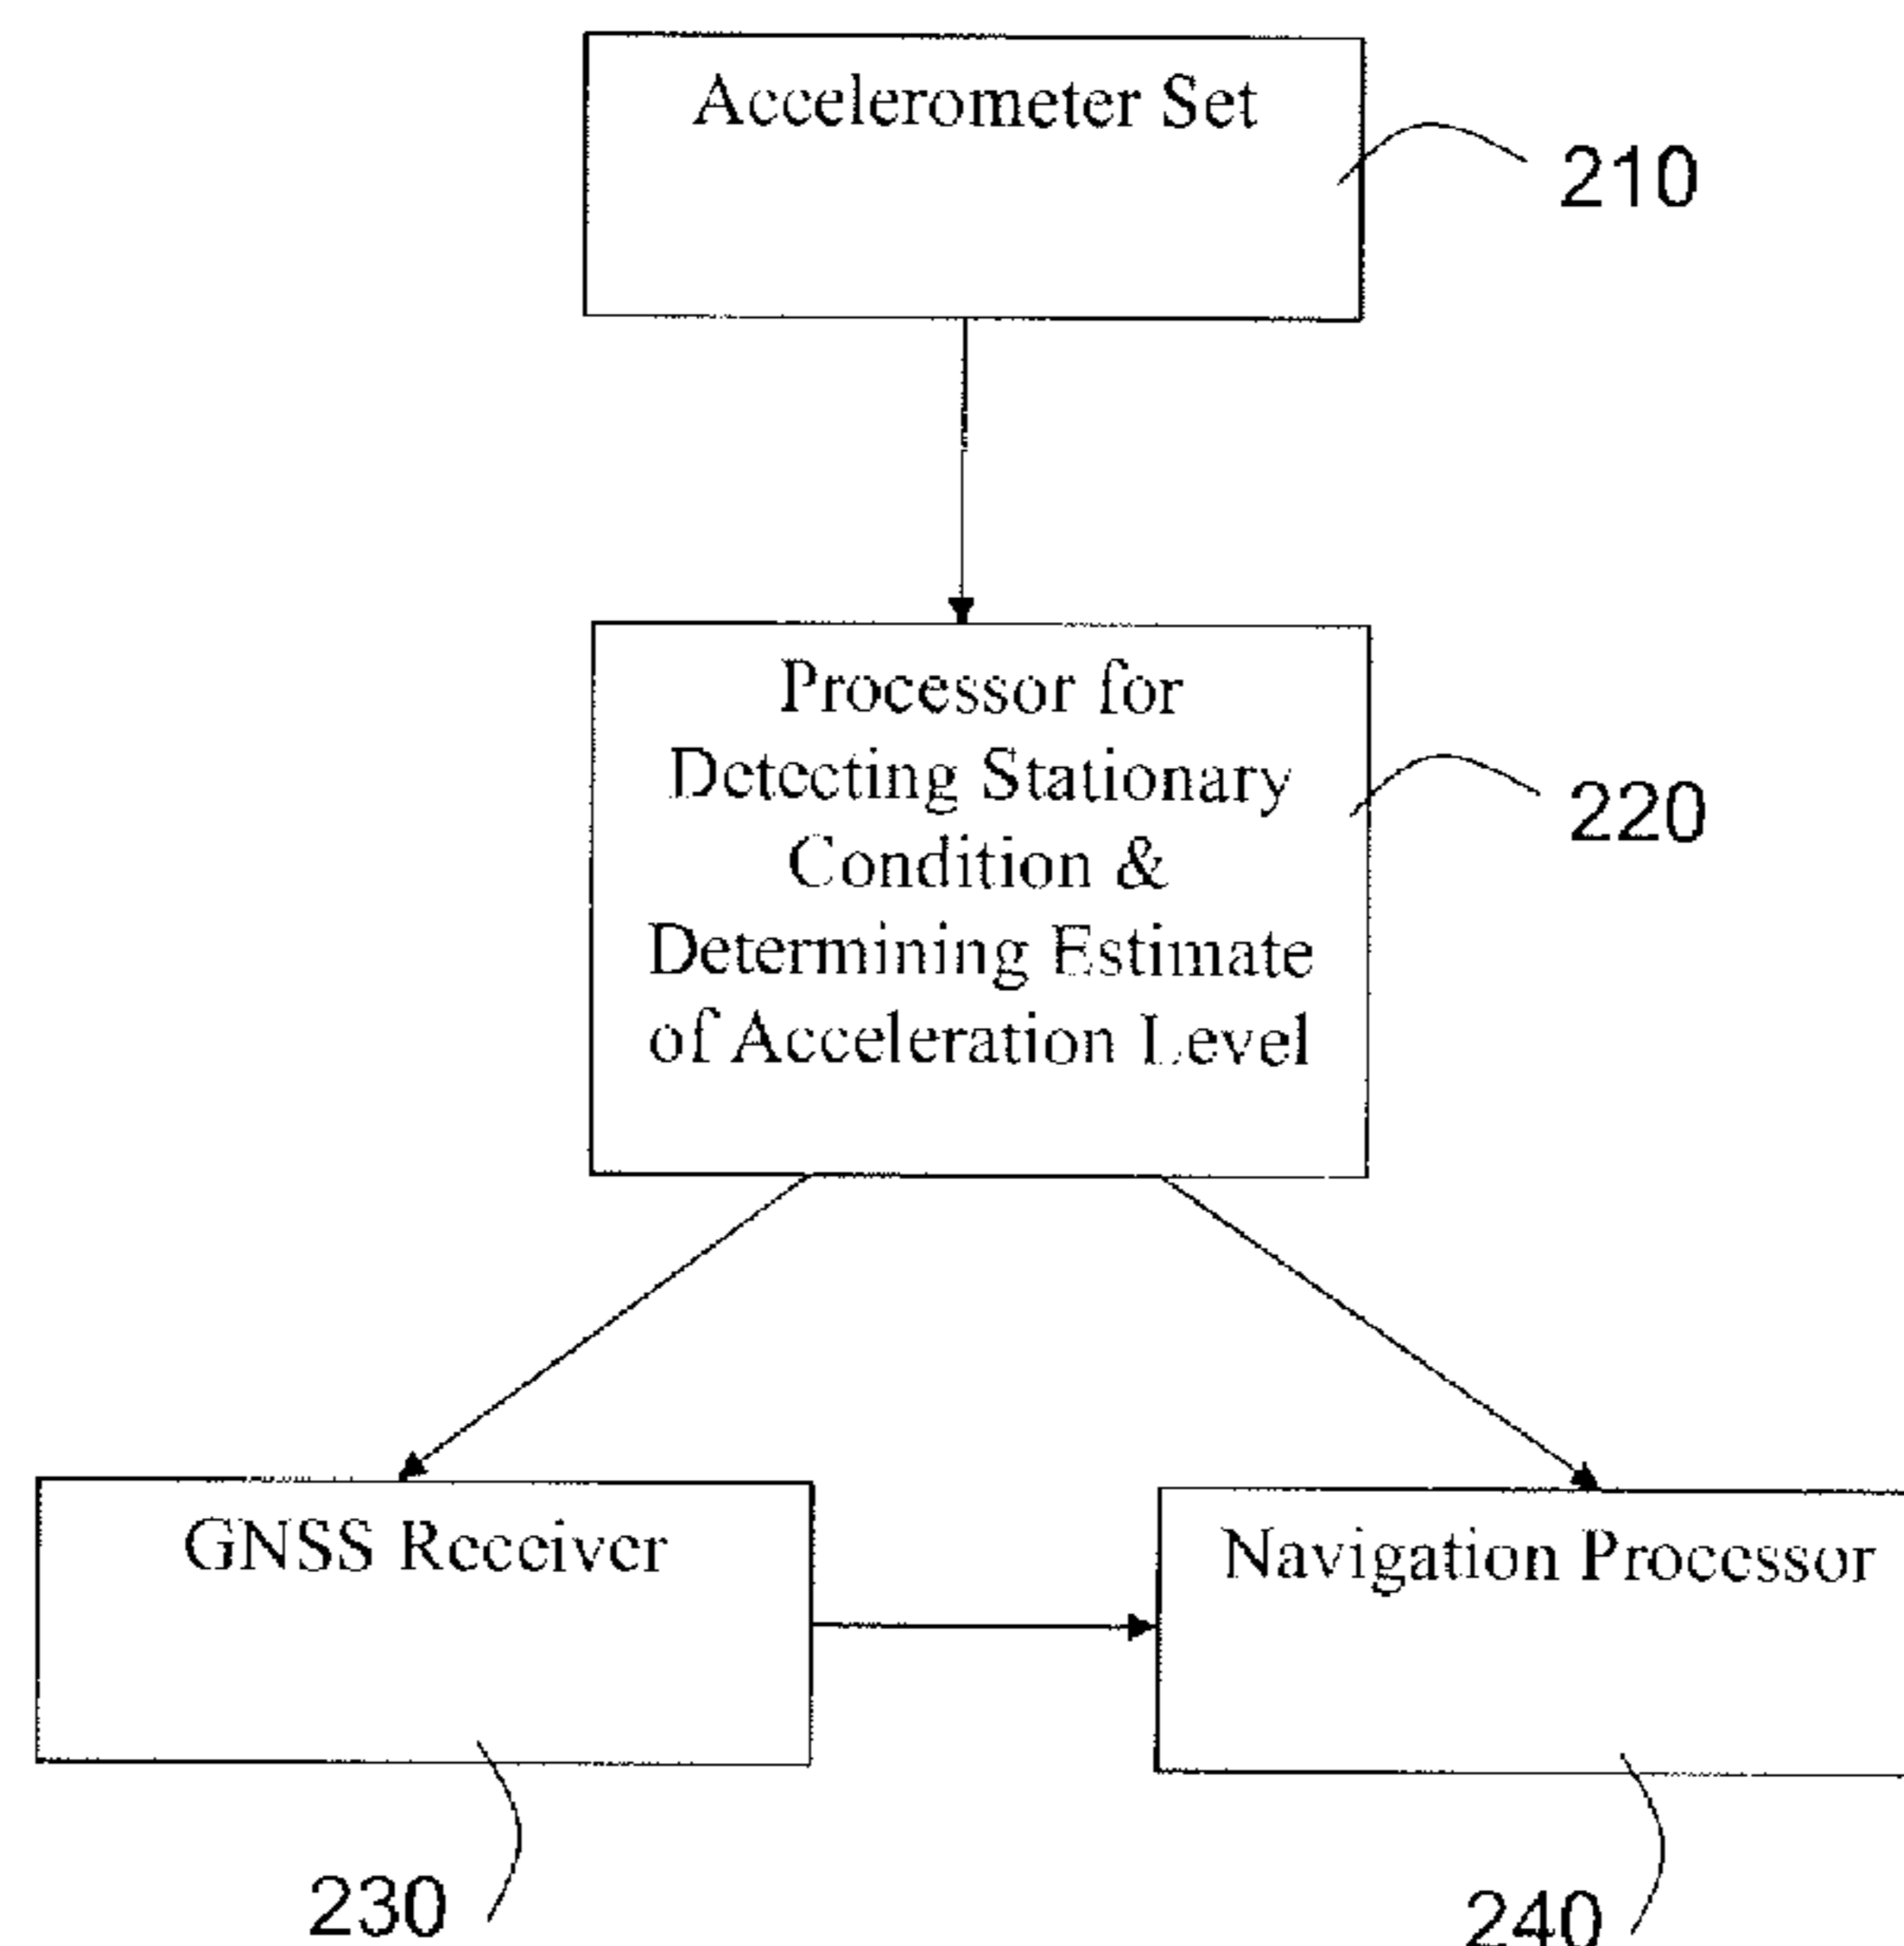 Accelerometer Set
210
Processor for
Detecting Stationary
Condition &
Determining Estimate
of Acceleration Level
220
GNSS Receiver
Navigation Processor
230
240